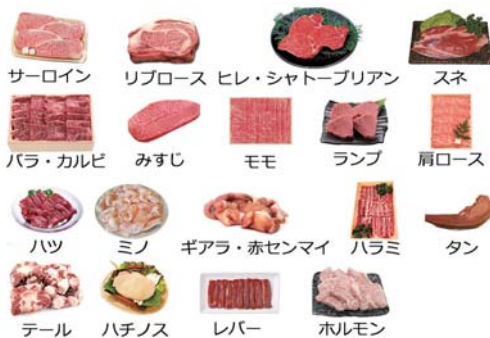 サーロイン
リブロース
ヒレ・シャトーブリアン
スネ
バラ・カルビ
みすじ
モモ
ランプ
肩ロース
ハツ
ミノ
ギアラ・赤センマイ
ハラミ
タン
テール
ハチノス
レバー
ホルモン